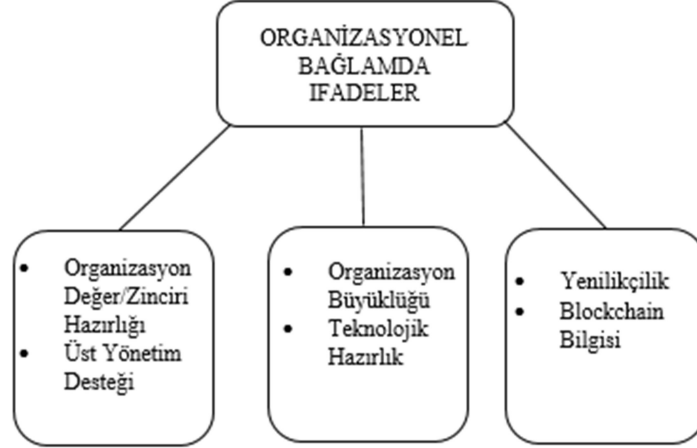 ORGANİZASYONEL
BAĞLAMDA
IFADELER
• Organizasyon
Değer/Zinciri
Hazırlığı
• Üst Yönetim
Desteği
• Organizasyon
Büyüklüğü
• Teknolojik
Hazırlık
• Yenilikçilik
• Blockchain
Bilgisi